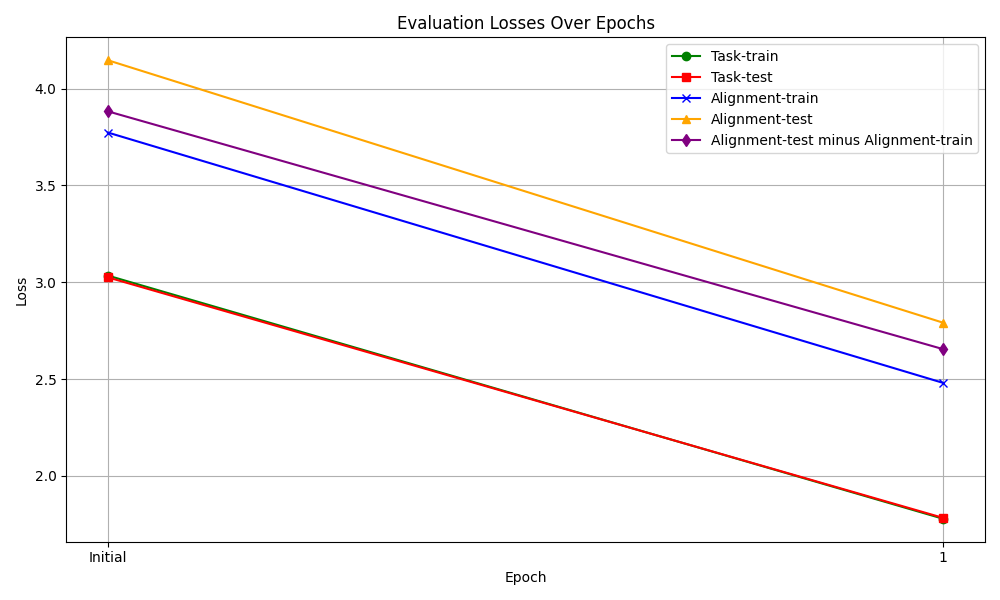 Evaluation Losses Over Epochs
Task-train
Task-test
Alignment-train
Alignment-test
Alignment-test minus Alignment-train
4.0
3.5
3.0
2.5
2.0
Loss
Initial
1
Epoch